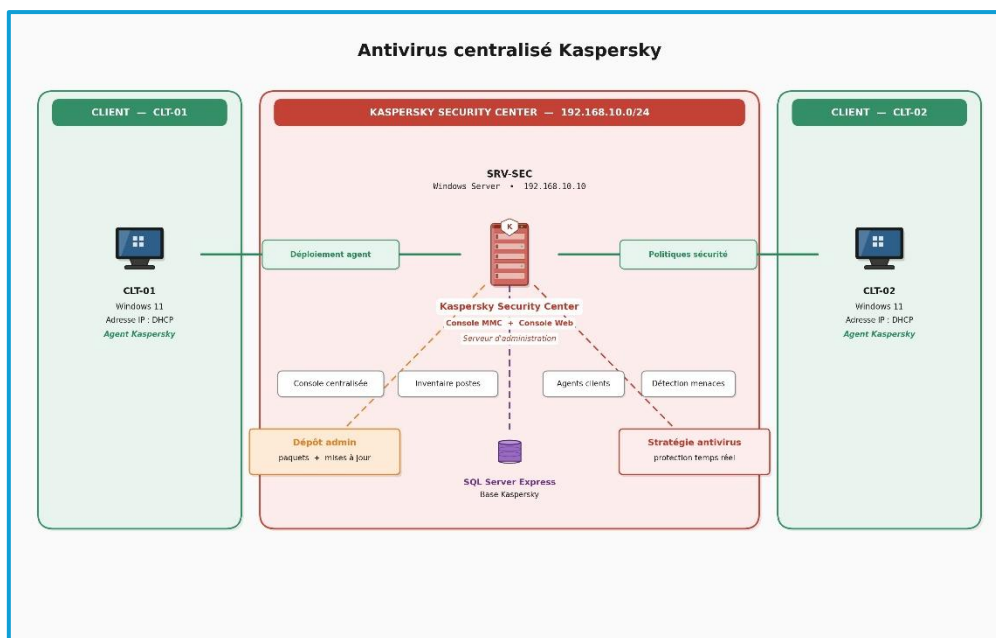 Antivirus centralisé Kaspersky
CLIENT — CLT-01
KASPERSKY SECURITY CENTER — 192.168.10.0/24
CLIENT — CLT-02
SRV-SEC
Windows Server • 192.168.10.10
K
Déploiement agent
Politiques sécurité
CLT-01
Windows 11
Adresse IP : DHCP
Agent Kaspersky
CLT-02
Windows 11
Adresse IP : DHCP
Agent Kaspersky
Kaspersky Security Center
Console MMC + Console Web
Serveur d'administration
Console centralisée
Inventaire postes
Agents clients
Détection menaces
Dépôt admin
paquets + mises à jour
Stratégie antivirus
protection temps réel
SQL Server Express
Base Kaspersky